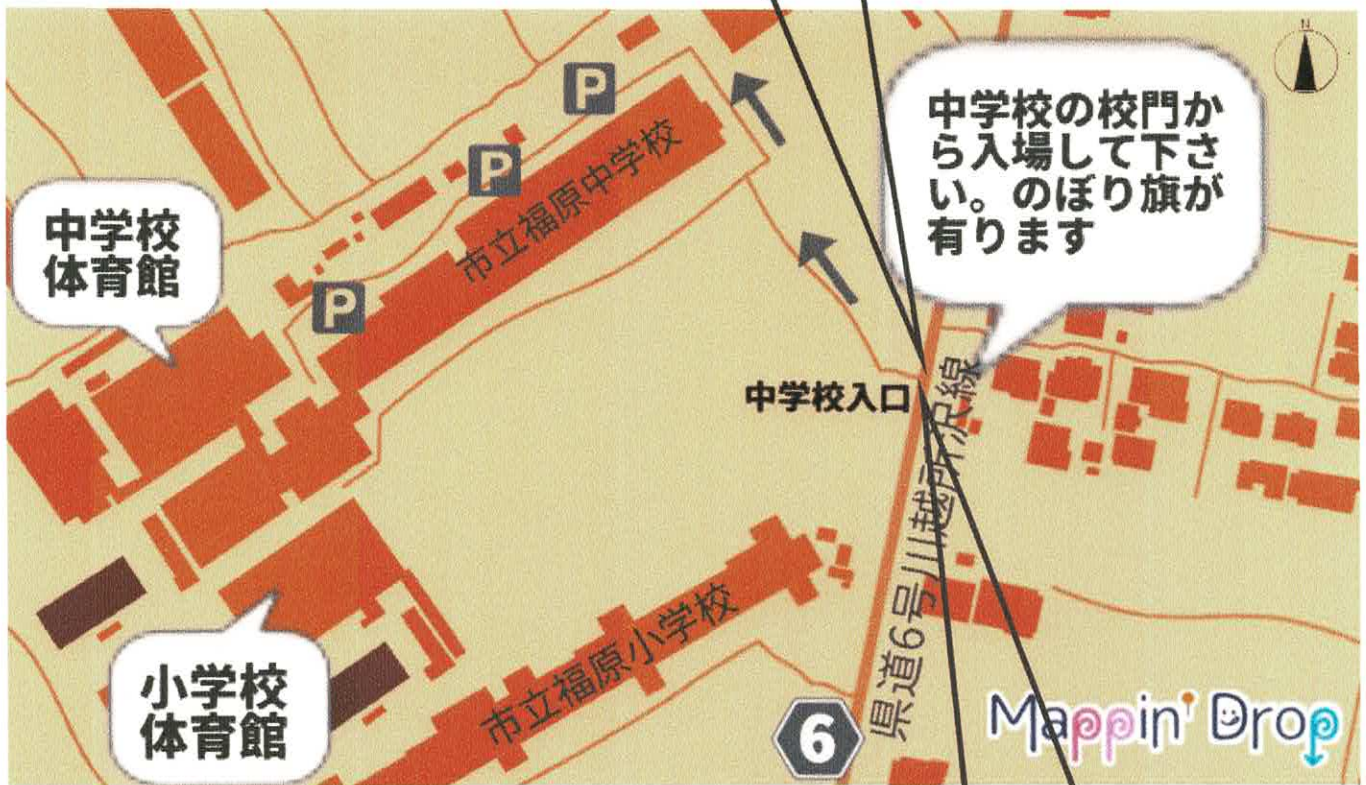 N
中学校の校門か
ら入場して下さ
い。のぼり旗が
有ります
P
P
P
市立福原中学校
中学校
体育館
中学校入口
県道6号川越所沢線
市立福原小学校
小学校
体育館
6
Mappin' Drop